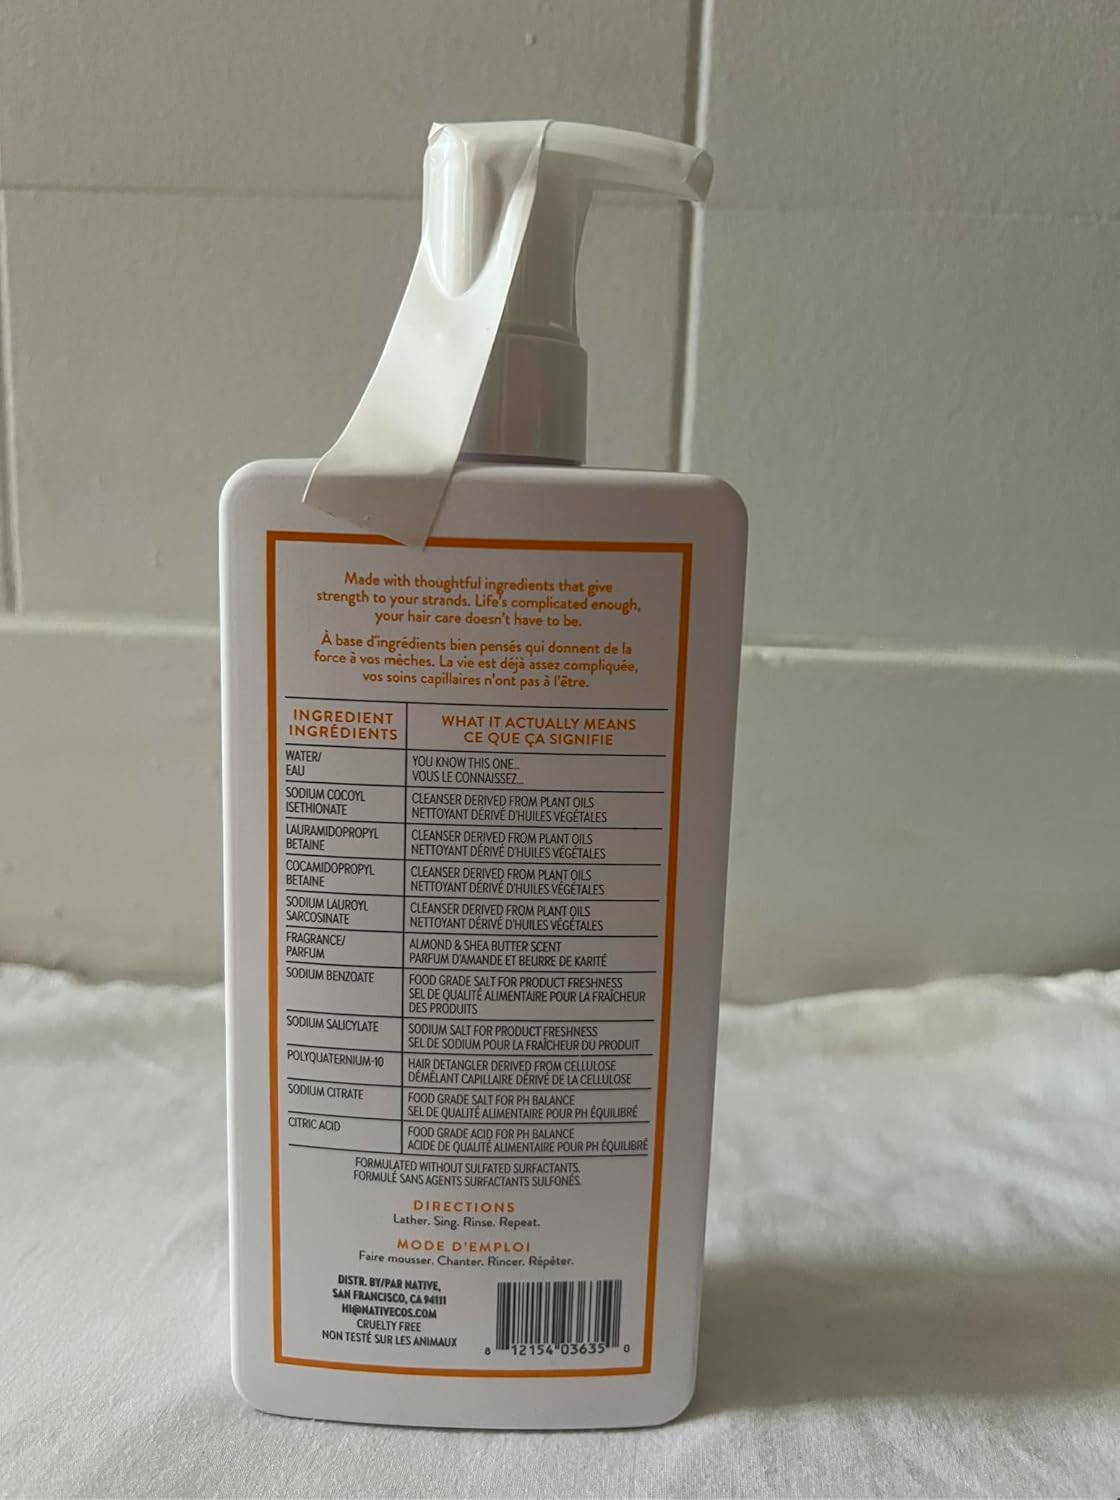 Made with thoughtful ingredients that give
strength to your strands. Life's complicated enough,
your hair care doesn't have to be.
À base d'ingrédients bien pensés qui donnent de la
force à vos mèches. La vie est déjà assez compliquée,
vos soins capillaires n'ont pas à l'être.
INGREDIENT
INGRÉDIENTS
WHAT IT ACTUALLY MEANS
CE QUE ÇA SIGNIFIE
WATER/
EAU
YOU KNOW THIS ONE...
VOUS LE CONNAISSEZ...
SODIUM COCOYL
ISETHIONATE
CLEANSER DERIVED FROM PLANT OILS
NETTOYANT DÉRIVÉ D'HUILES VÉGÉTALES
LAURAMIDOPROPYL
BETAINE
CLEANSER DERIVED FROM PLANT OILS
NETTOYANT DÉRIVÉ D'HUILES VÉGÉTALES
COCAMIDOPROPYL
BETAINE
CLEANSER DERIVED FROM PLANT OILS
NETTOYANT DÉRIVÉ D'HUILES VÉGÉTALES
SODIUM LAUROYL
SARCOSINATE
CLEANSER DERIVED FROM PLANT OILS
NETTOYANT DÉRIVÉ D'HUILES VÉGÉTALES
FRAGRANCE/
PARFUM
ALMOND & SHEA BUTTER SCENT
PARFUM D'AMANDE ET BEURRE DE KARITÉ
SODIUM BENZOATE
FOOD GRADE SALT FOR PRODUCT FRESHNESS
SEL DE QUALITÉ ALIMENTAIRE POUR LA FRAÎCHEUR
DES PRODUITS
SODIUM SALICYLATE
SODIUM SALT FOR PRODUCT FRESHNESS
SEL DE SODIUM POUR LA FRAÎCHEUR DU PRODUIT
POLYQUATERNIUM-10
HAIR DETANGLER DERIVED FROM CELLULOSE
DÉMÊLANT CAPILLAIRE DÉRIVÉ DE LA CELLULOSE
SODIUM CITRATE
FOOD GRADE SALT FOR PH BALANCE
SEL DE QUALITÉ ALIMENTAIRE POUR PH ÉQUILIBRÉ
CITRIC ACID
FOOD GRADE ACID FOR PH BALANCE
ACIDE DE QUALITÉ ALIMENTAIRE POUR PH ÉQUILIBRÉ
FORMULATED WITHOUT SULFATED SURFACTANTS.
FORMULÉ SANS AGENTS SURFACTANTS SULFONÉS.
DIRECTIONS
Lather. Sing. Rinse. Repeat.
MODE D'EMPLOI
Faire mousser. Chanter. Rincer. Répéter.
DISTR. BY/PAR NATIVE,
SAN FRANCISCO, CA 94111
HI@NATIVECOS.COM
CRUELTY FREE
NON TESTÉ SUR LES ANIMAUX
8 12154 03635 0